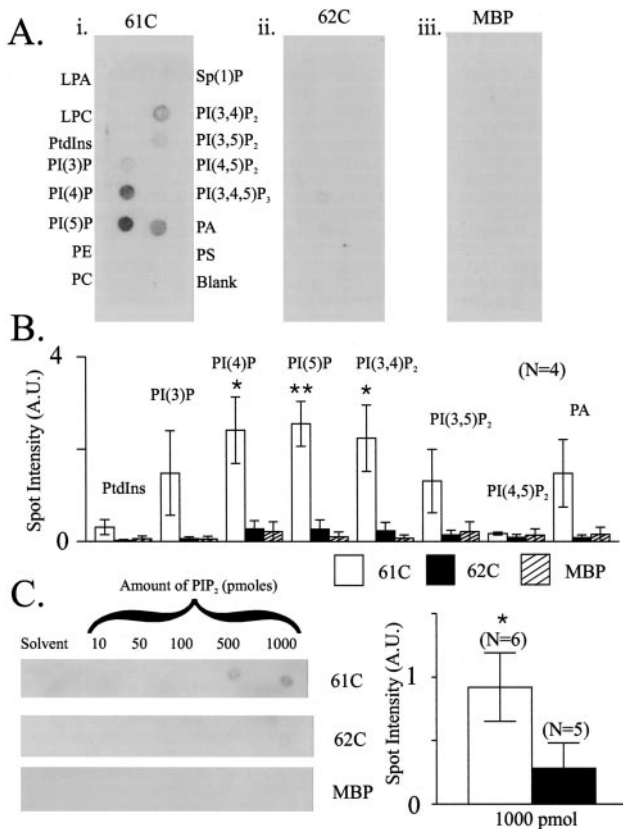 A.
i.
61C
ii.
62C
iii.
MBP
LPA
LPC
PtdIns
PI(3)P
PI(4)P
PI(5)P
PE
PC
Sp(1)P
PI(3,4)P₂
PI(3,5)P₂
PI(4,5)P₂
PI(3,4,5)P₃
PA
PS
Blank
B.
Spot Intensity (A.U.)
4
0
PtdIns
PI(3)P
PI(4)P
*
PI(5)P
**
PI(3,4)P₂
*
PI(3,5)P₂
PI(4,5)P₂
(N=4)
PA
61C
62C
MBP
C.
Amount of PIP₂ (pmoles)
Solvent 10 50 100 500 1000
61C
62C
MBP
Spot Intensity (A.U.)
1
0
*
(N=6)
(N=5)
1000 pmol